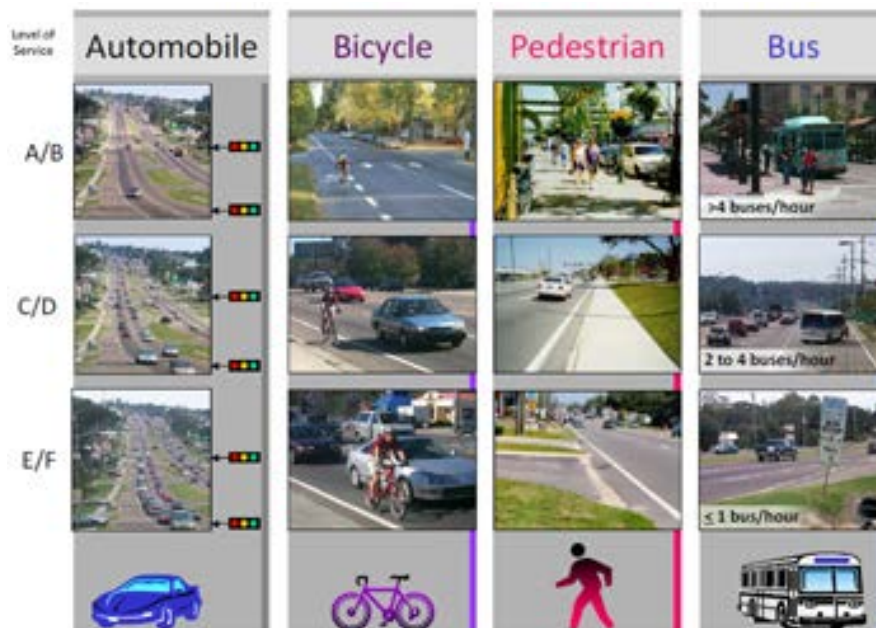 Level of
Service
Automobile
Bicycle
Pedestrian
Bus
A/B
>4 buses/hour
C/D
2 to 4 buses/hour
E/F
≤ 1 bus/hour